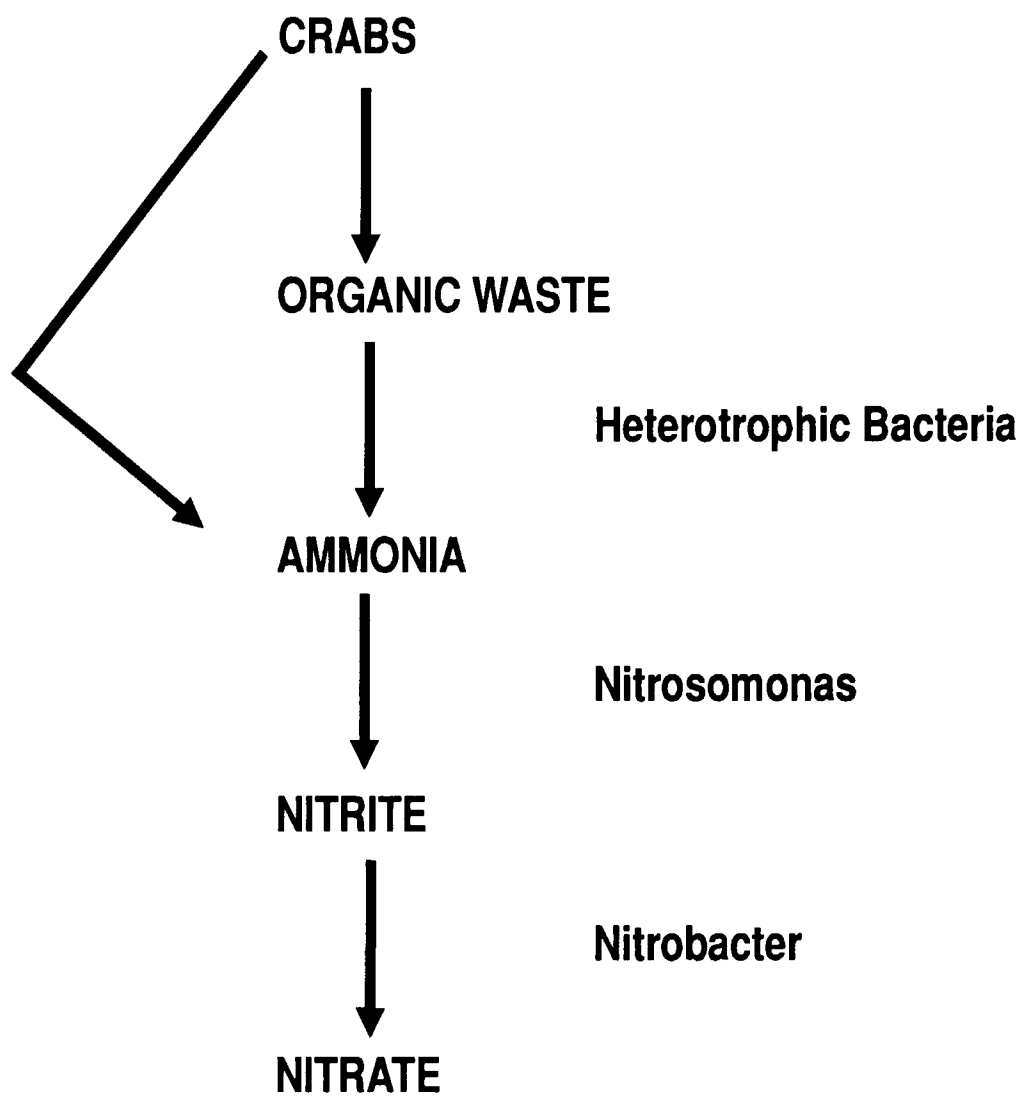 CRABS
ORGANIC WASTE
Heterotrophic Bacteria
AMMONIA
Nitrosomonas
NITRITE
Nitrobacter
NITRATE